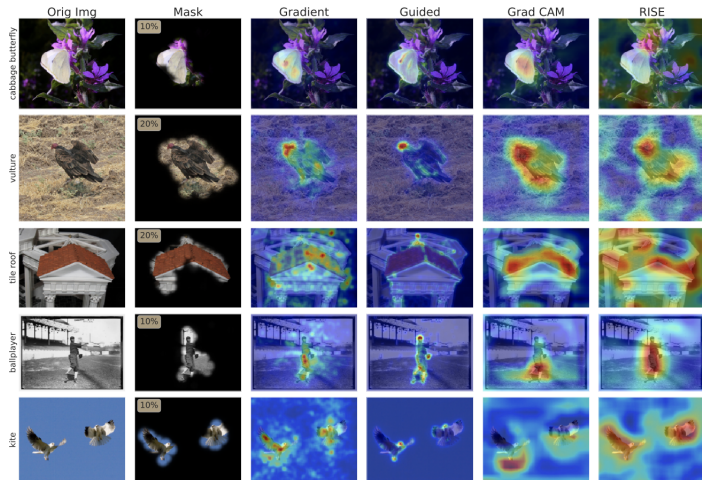 Orig Img Mask Gradient Guided Grad CAM RISE
cabbage butterfly
10%
vulture
20%
tile roof
20%
ballplayer
10%
kite
10%